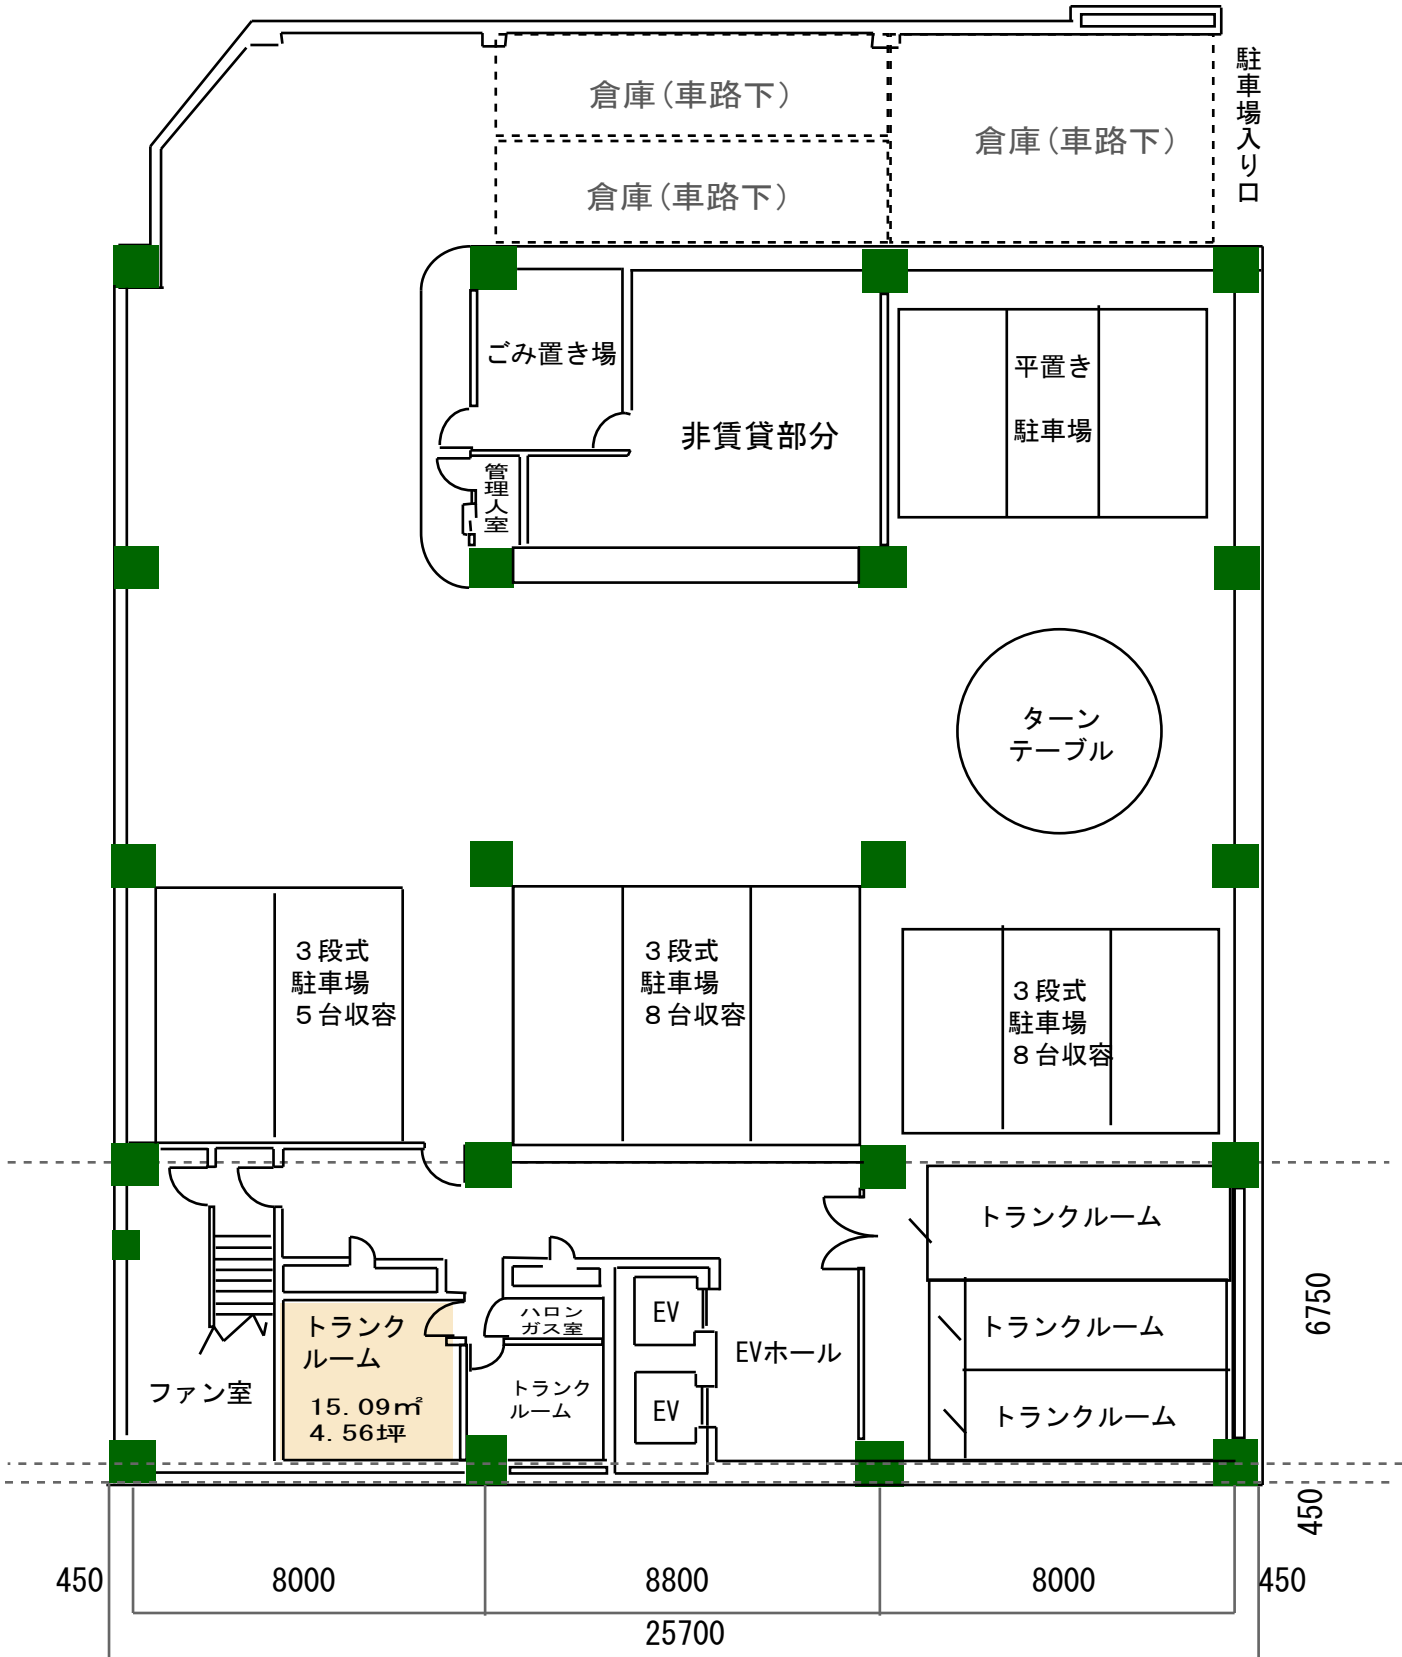 駐車場入り口
倉庫(車路下)
倉庫(車路下)
倉庫(車路下)
ごみ置き場
非賃貸部分
平置き
駐車場
管理人室
ターン
テーブル
3段式
駐車場
5台収容
3段式
駐車場
8台収容
3段式
駐車場
8台収容
トランクルーム
トランクルーム
トランクルーム
トランク
ルーム
15.09㎡
4.56坪
ファン室
ハロン
ガス室
トランク
ルーム
EV
EV
EVホール
6750
450
450
8000
8800
8000
450
25700